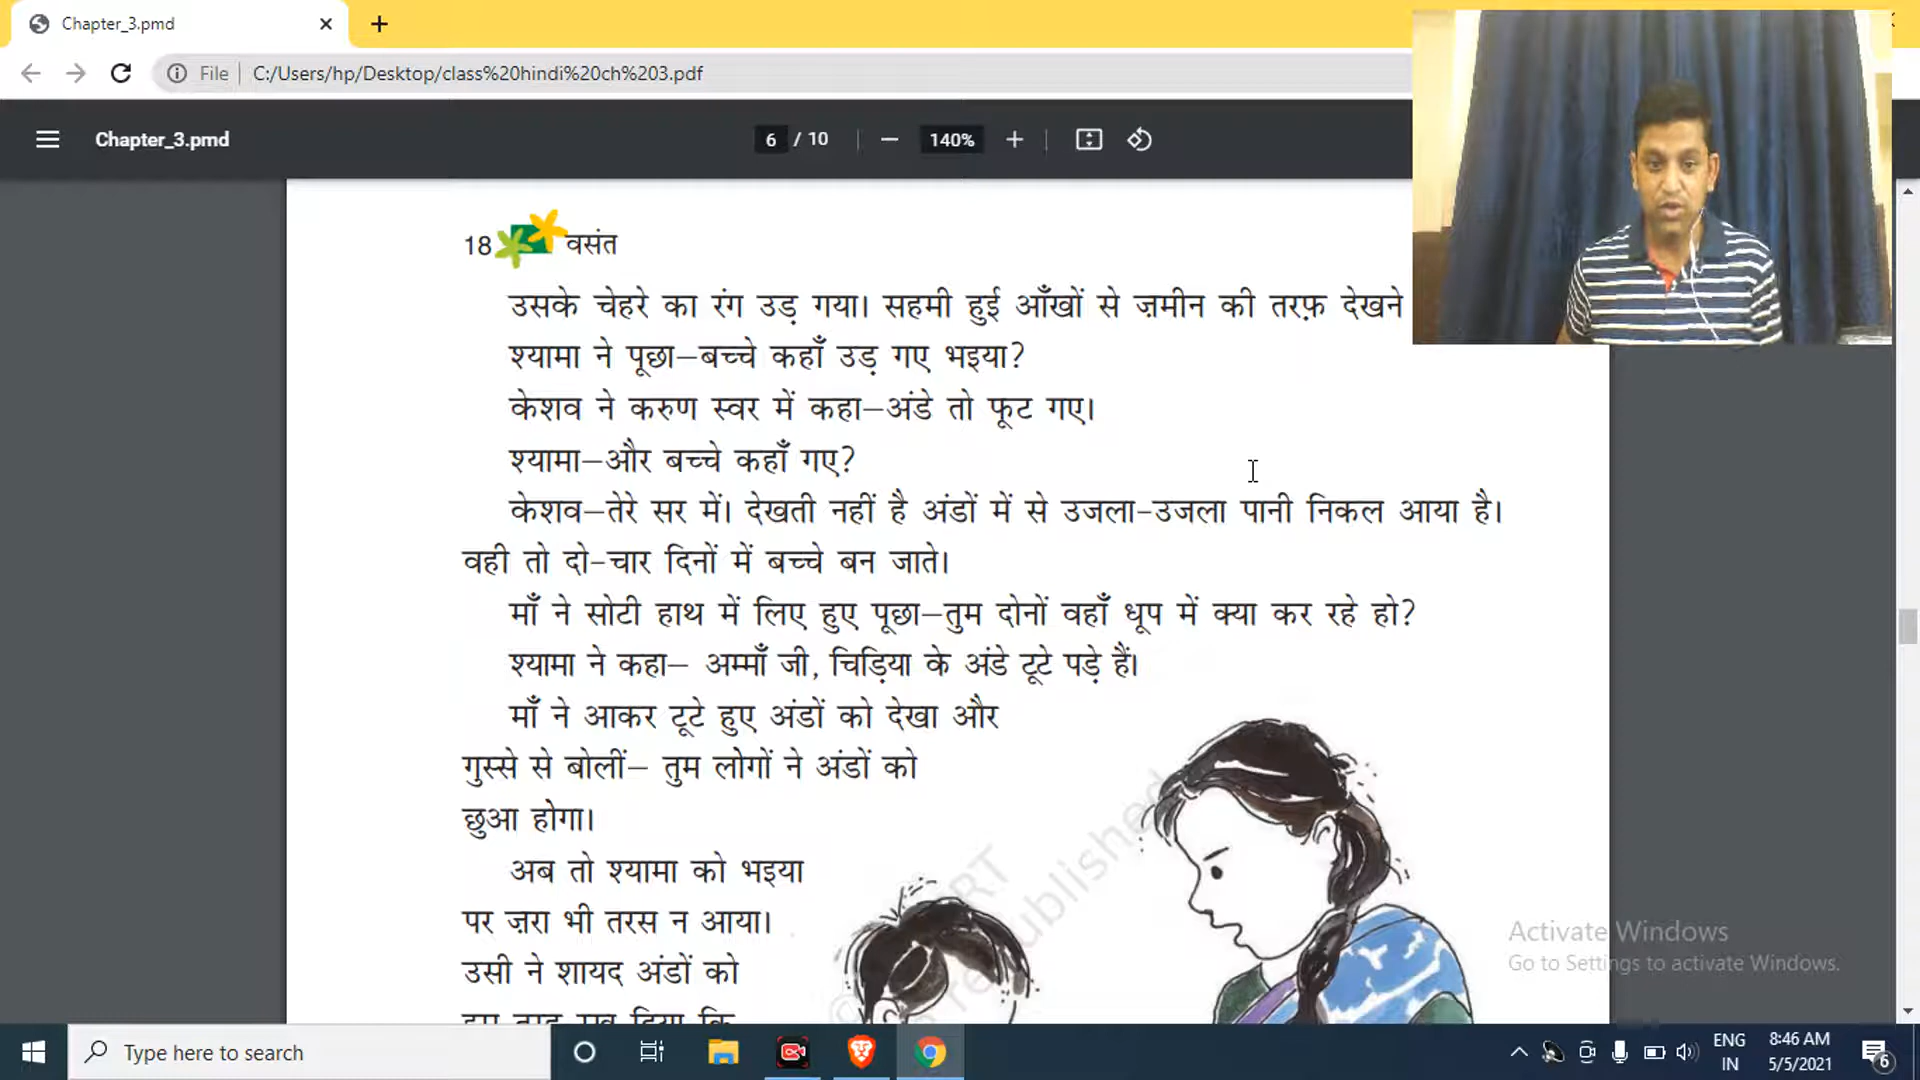 Chapter_3.pmd
File
C:/Users/hp/Desktop/class%20hindi%20ch%203.pdf
Chapter_3.pmd
6 / 10
140%
18 वसंत
उसके चेहरे का रंग उड़ गया। सहमी हुई आँखों से ज़मीन की तरफ़ देखने
श्यामा ने पूछा–बच्चे कहाँ उड़ गए भइया?
केशव ने करुण स्वर में कहा–अंडे तो फूट गए।
श्यामा–और बच्चे कहाँ गए?
केशव–तेरे सर में। देखती नहीं है अंडों में से उजला-उजला पानी निकल आया है।
वही तो दो-चार दिनों में बच्चे बन जाते।
माँ ने सोटी हाथ में लिए हुए पूछा–तुम दोनों वहाँ धूप में क्या कर रहे हो?
श्यामा ने कहा– अम्माँ जी, चिड़िया के अंडे टूटे पड़े हैं।
माँ ने आकर टूटे हुए अंडों को देखा और
गुस्से से बोलीं– तुम लोगों ने अंडों को
छुआ होगा।
अब तो श्यामा को भइया
पर ज़रा भी तरस न आया।
उसी ने शायद अंडों को
Activate Windows
Go to Settings to activate Windows.
Type here to search
ENG
IN
8:46 AM
5/5/2021
6